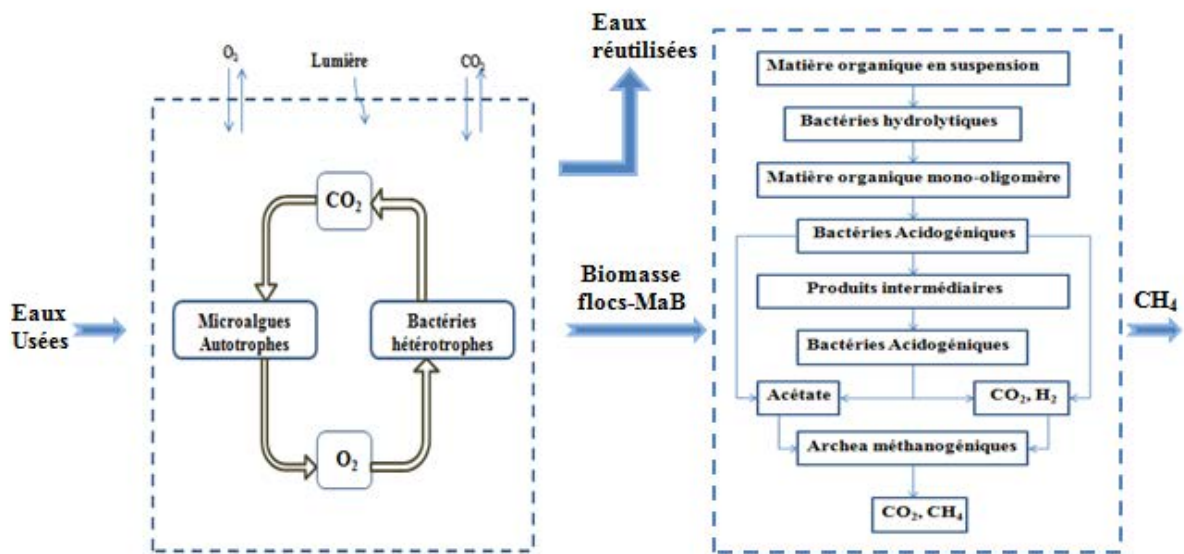 O₂
Lumière
CO₂
Eaux
réutilisées
CO₂
Eaux
Usées
Microalgues
Autotrophes
Bactéries
hétérotrophes
O₂
Biomasse
flocs-MaB
Matière organique en suspension
Bactéries hydrolytiques
Matière organique mono-oligomère
Bactéries Acidogéniques
Produits intermédiaires
Bactéries Acidogéniques
Acétate
CO₂, H₂
Archea méthanogéniques
CO₂, CH₄
CH₄